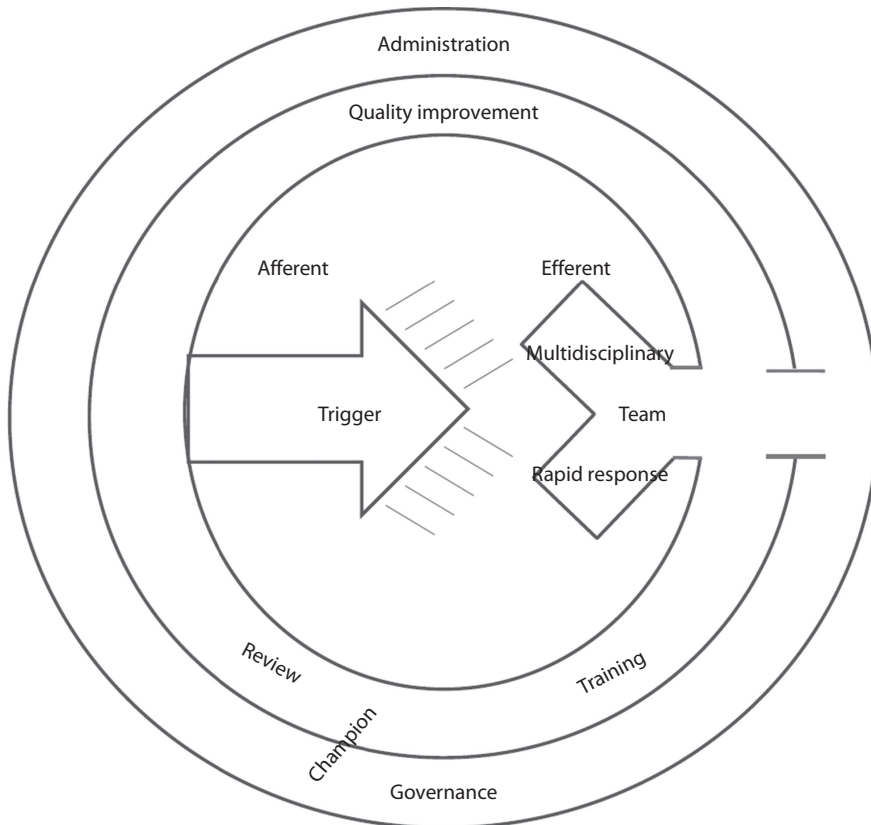 Administration
Quality improvement
Afferent
Efferent
Multidisciplinary
Trigger
Team
Rapid response
Review
Training
Champion
Governance